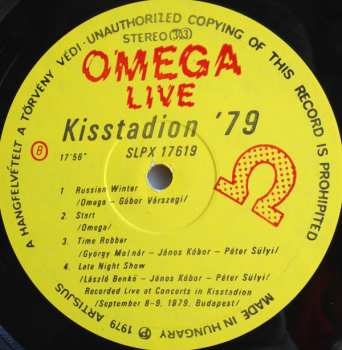 A HANGFELVÉTELT A TÖRVÉNY VÉDI · UNAUTHORIZED COPYING OF THIS RECORD IS PROHIBITED
STEREO 33
OMEGA
LIVE
Kisstadion '79
B
17'56" SLPX 17619
1 Russian Winter
/Omega – Gábor Várszegi/
2 Start
/Omega/
3 Time Robber
/György Molnár – János Kóbor – Péter Sülyi/
4 Late Night Show
/László Benkő – János Kóbor – Péter Sülyi/
Recorded Live at Concerts in Kisstadion
/September 8-9, 1979, Budapest/
Ω
MADE IN HUNGARY ℗ 1979 ARTISJUS